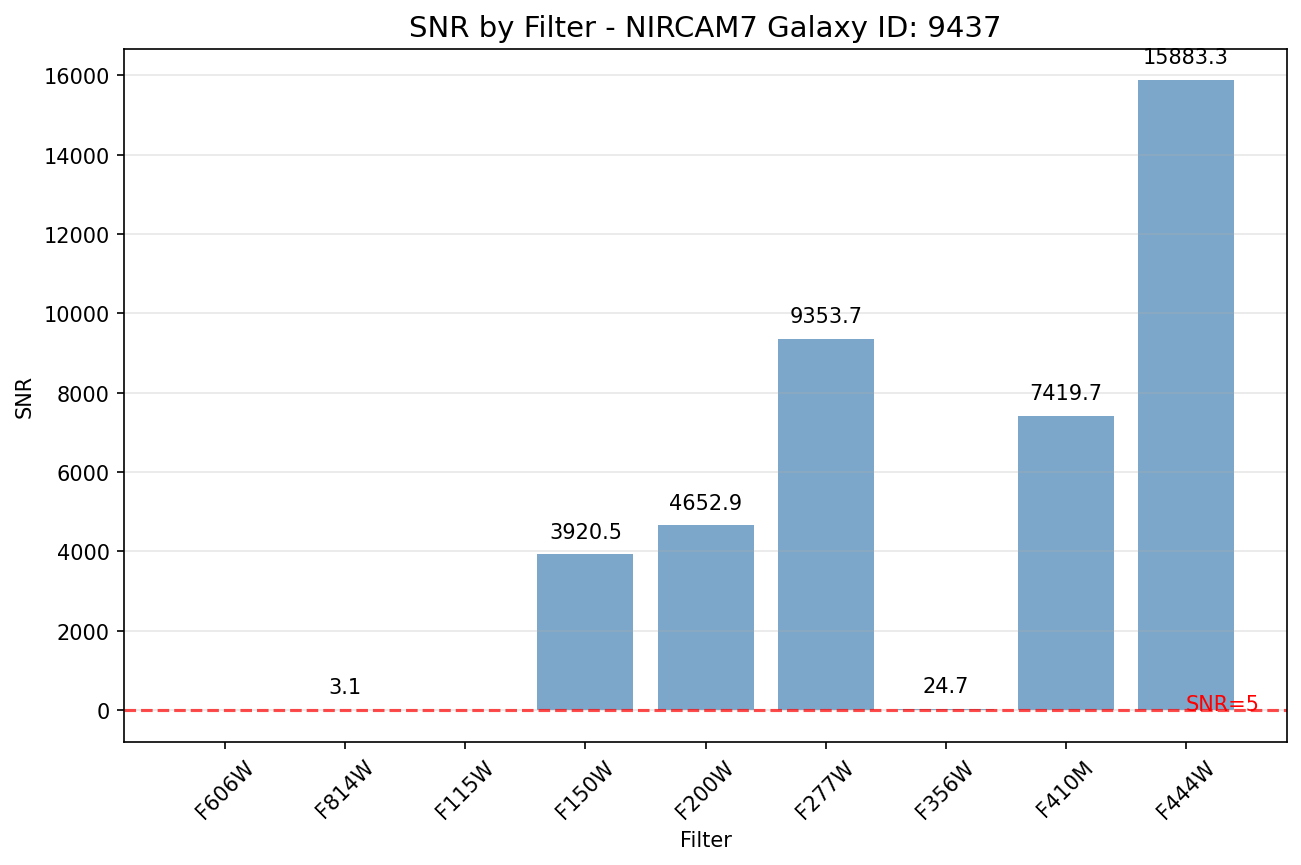 SNR by Filter - NIRCAM7 Galaxy ID: 9437
SNR
16000
14000
12000
10000
8000
6000
4000
2000
0
3.1
3920.5
4652.9
9353.7
24.7
7419.7
15883.3
SNR=5
F606W
F814W
F115W
F150W
F200W
F277W
F356W
F410M
F444W
Filter